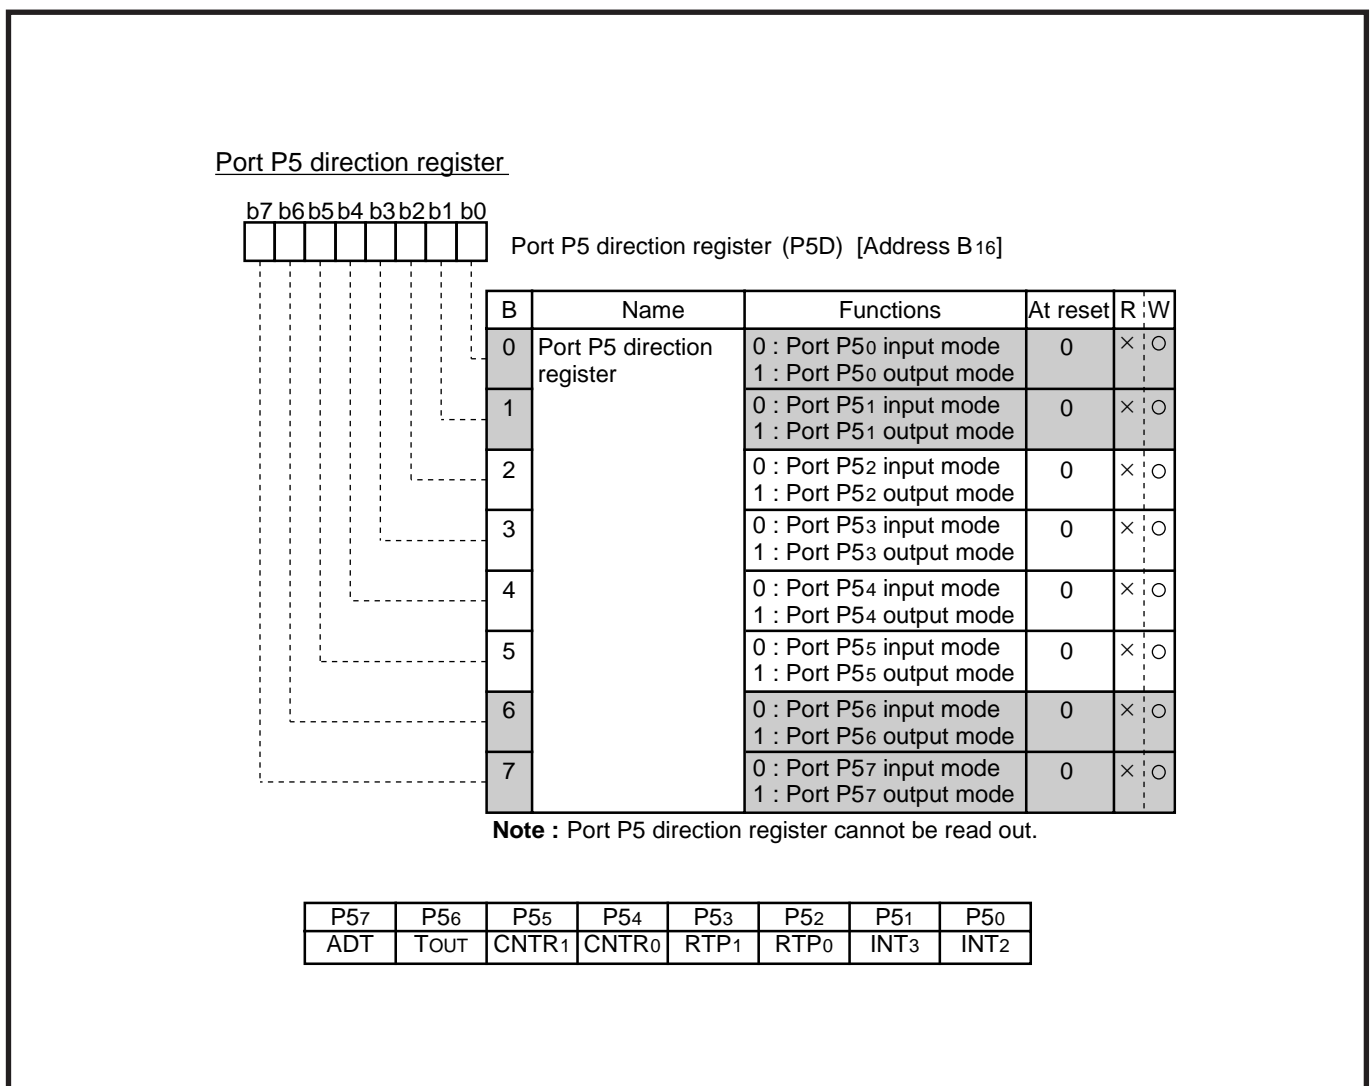 Port P5 direction register
b7 b6 b5 b4 b3 b2 b1 b0
Port P5 direction register (P5D) [Address B16]
B Name Functions At reset R W
0 Port P5 direction register 0 : Port P50 input mode 0 × ○
1 : Port P50 output mode
1 0 : Port P51 input mode 0 × ○
1 : Port P51 output mode
2 0 : Port P52 input mode 0 × ○
1 : Port P52 output mode
3 0 : Port P53 input mode 0 × ○
1 : Port P53 output mode
4 0 : Port P54 input mode 0 × ○
1 : Port P54 output mode
5 0 : Port P55 input mode 0 × ○
1 : Port P55 output mode
6 0 : Port P56 input mode 0 × ○
1 : Port P56 output mode
7 0 : Port P57 input mode 0 × ○
1 : Port P57 output mode
Note : Port P5 direction register cannot be read out.
P57 P56 P55 P54 P53 P52 P51 P50
ADT TOUT CNTR1 CNTR0 RTP1 RTP0 INT3 INT2